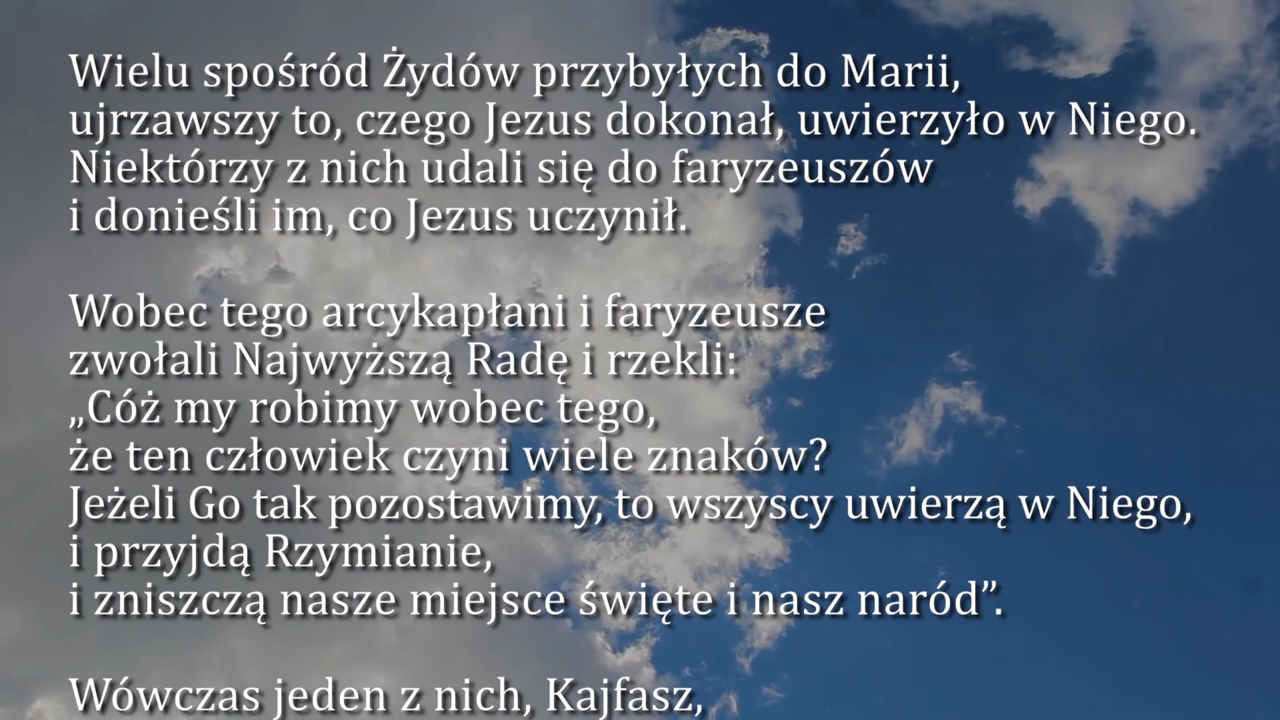 Wielu spośród Żydów przybyłych do Marii,
ujrzawszy to, czego Jezus dokonał, uwierzyło w Niego.
Niektórzy z nich udali się do faryzeuszów
i donieśli im, co Jezus uczynił.
Wobec tego arcykapłani i faryzeusze
zwołali Najwyższą Radę i rzekli:
„Cóż my robimy wobec tego,
że ten człowiek czyni wiele znaków?
Jeżeli Go tak pozostawimy, to wszyscy uwierzą w Niego,
i przyjdą Rzymianie,
i zniszczą nasze miejsce święte i nasz naród”.
Wówczas jeden z nich, Kajfasz,